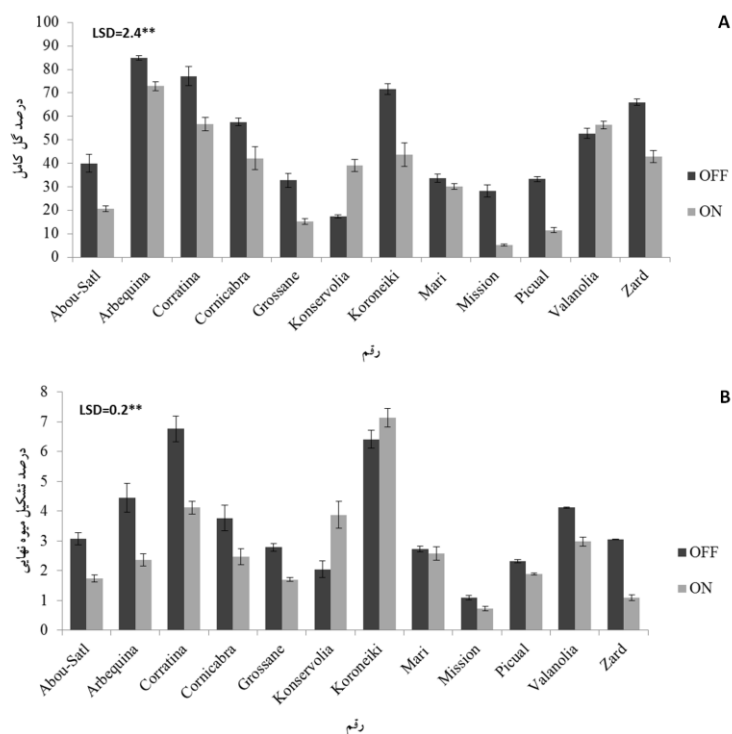 A
LSD=2.4**
100
90
80
70
60
50
40
30
20
10
0
درصد گل کامل
OFF
ON
Abou-Satl
Arbequina
Corratina
Cornicabra
Grossane
Konservolia
Koroneiki
Mari
Mission
Picual
Valanolia
Zard
رقم
B
LSD=0.2**
8
7
6
5
4
3
2
1
0
درصد تشکیل میوه نهایی
OFF
ON
Abou-Satl
Arbequina
Corratina
Cornicabra
Grossane
Konservolia
Koroneiki
Mari
Mission
Picual
Valanolia
Zard
رقم